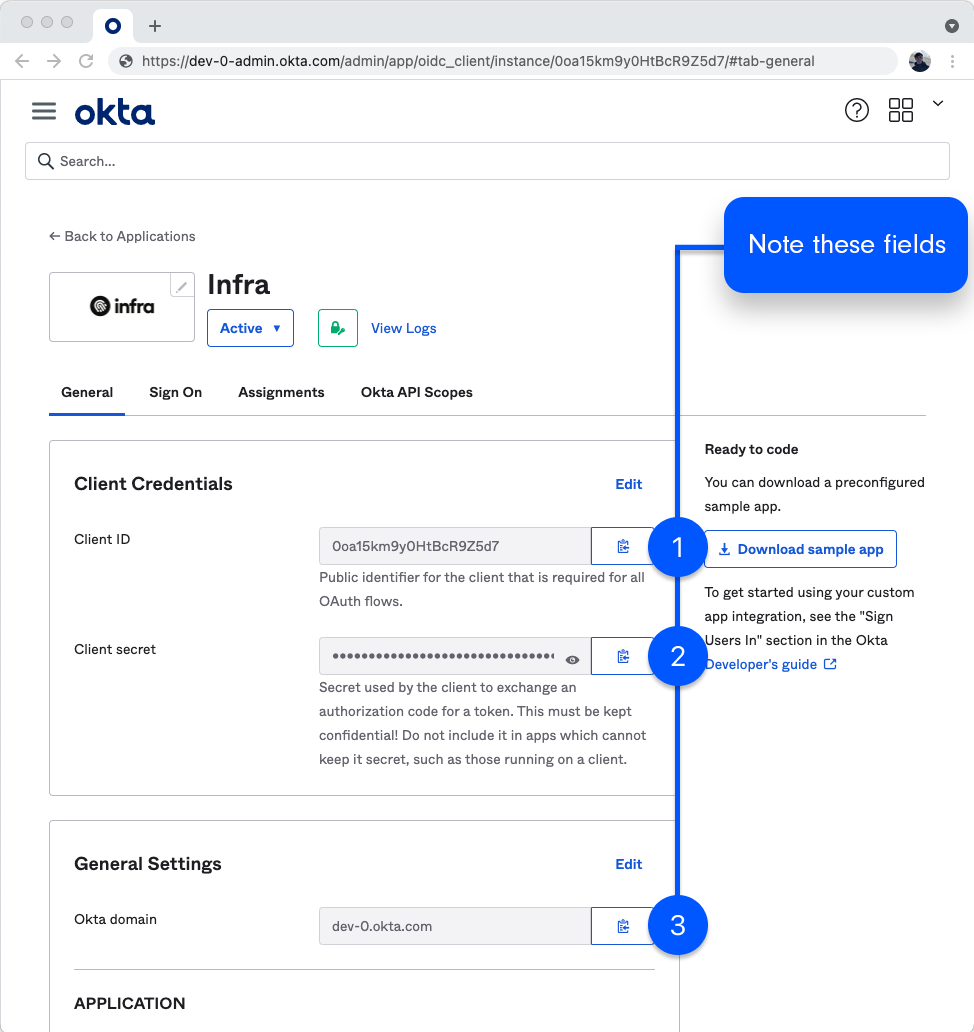 https://dev-0-admin.okta.com/admin/app/oidc_client/instance/0oa15km9y0HtBcR9Z5d7/#tab-general
okta
Search...
Note these fields
← Back to Applications
infra
Infra
Active ▼
View Logs
General Sign On Assignments Okta API Scopes
Client Credentials
Edit
Client ID
0oa15km9y0HtBcR9Z5d7
1
Public identifier for the client that is required for all
OAuth flows.
Client secret
••••••••••••••••••••••••••••••••
2
Secret used by the client to exchange an
authorization code for a token. This must be kept
confidential! Do not include it in apps which cannot
keep it secret, such as those running on a client.
Ready to code
You can download a preconfigured
sample app.
Download sample app
To get started using your custom
app integration, see the "Sign
Users In" section in the Okta
Developer's guide
General Settings
Edit
Okta domain
dev-0.okta.com
3
APPLICATION